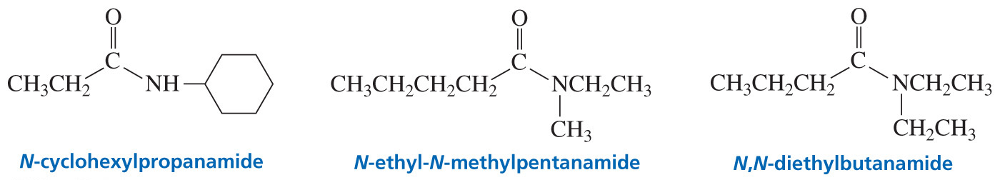 O
C
CH₃CH₂
NH
N-cyclohexylpropanamide
O
C
CH₃CH₂CH₂CH₂
NCH₂CH₃
CH₃
N-ethyl-N-methylpentanamide
O
C
CH₃CH₂CH₂
NCH₂CH₃
CH₂CH₃
N,N-diethylbutanamide